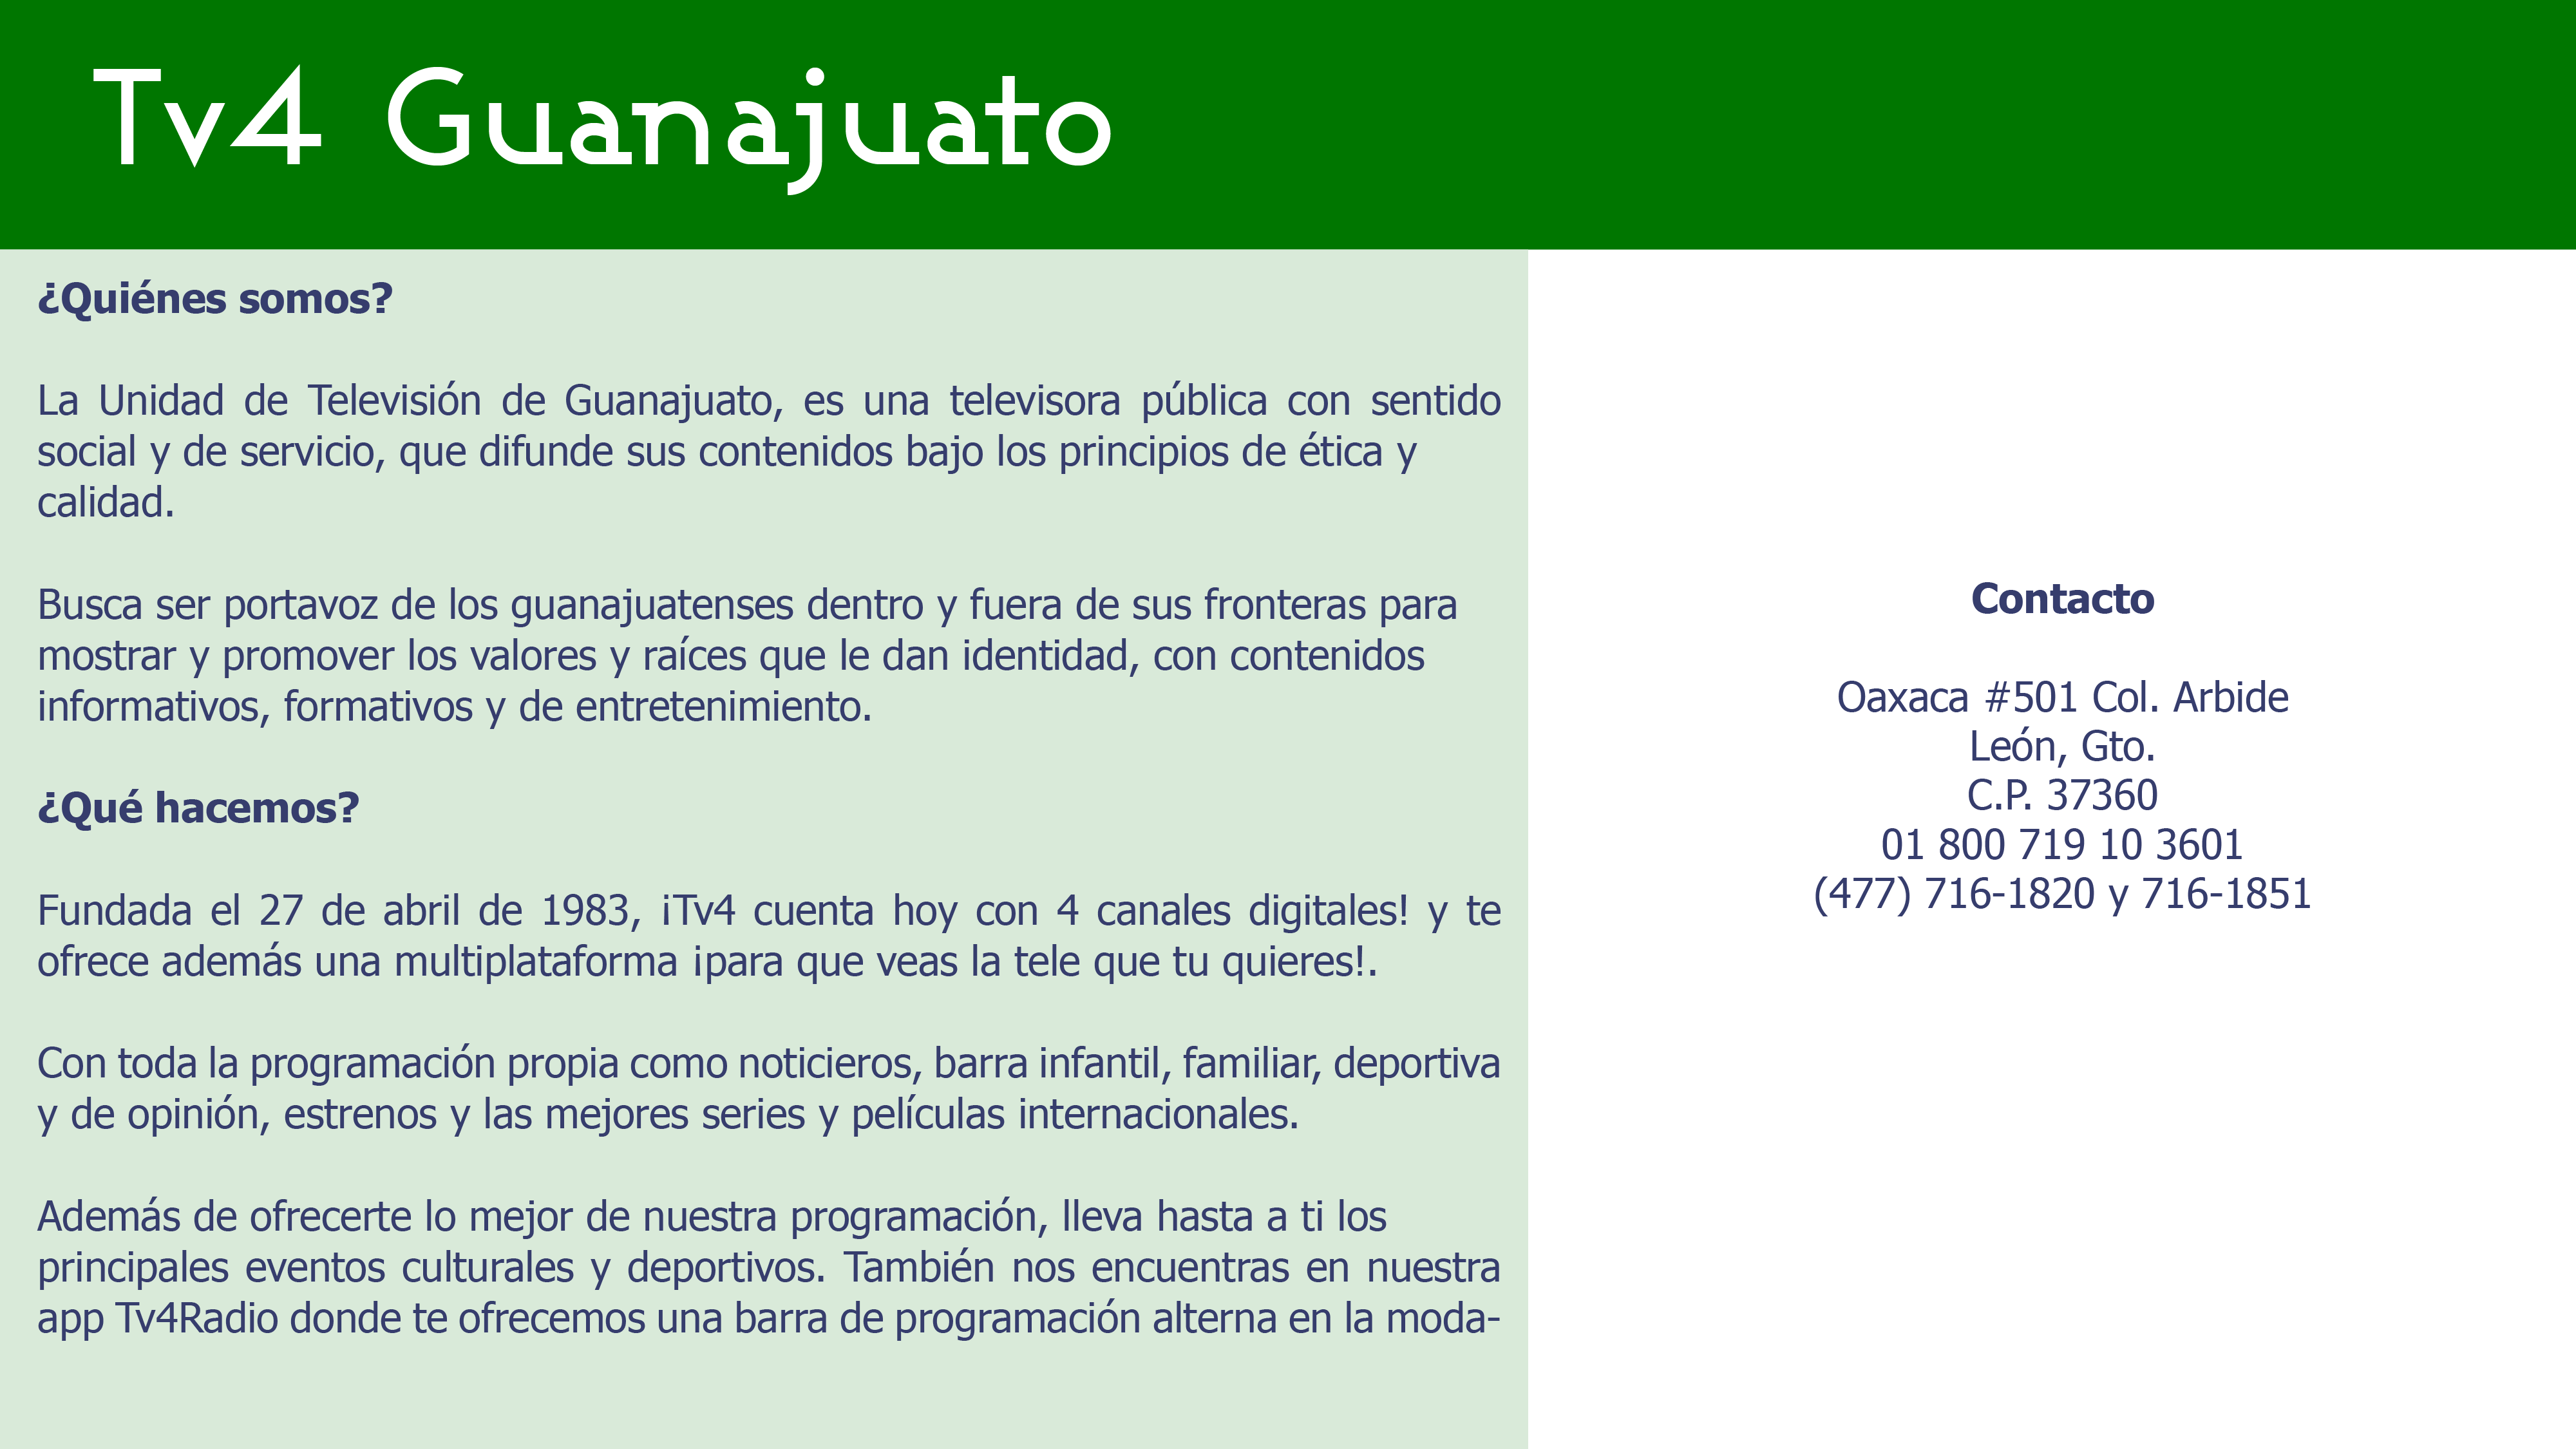 Tv4 Guanajuato
¿Quiénes somos?
La Unidad de Televisión de Guanajuato, es una televisora pública con sentido
social y de servicio, que difunde sus contenidos bajo los principios de ética y
calidad.
Busca ser portavoz de los guanajuatenses dentro y fuera de sus fronteras para
mostrar y promover los valores y raíces que le dan identidad, con contenidos
informativos, formativos y de entretenimiento.
¿Qué hacemos?
Fundada el 27 de abril de 1983, ¡Tv4 cuenta hoy con 4 canales digitales! y te
ofrece además una multiplataforma ¡para que veas la tele que tu quieres!.
Con toda la programación propia como noticieros, barra infantil, familiar, deportiva
y de opinión, estrenos y las mejores series y películas internacionales.
Además de ofrecerte lo mejor de nuestra programación, lleva hasta a ti los
principales eventos culturales y deportivos. También nos encuentras en nuestra
app Tv4Radio donde te ofrecemos una barra de programación alterna en la moda-
Contacto
Oaxaca #501 Col. Arbide
León, Gto.
C.P. 37360
01 800 719 10 3601
(477) 716-1820 y 716-1851